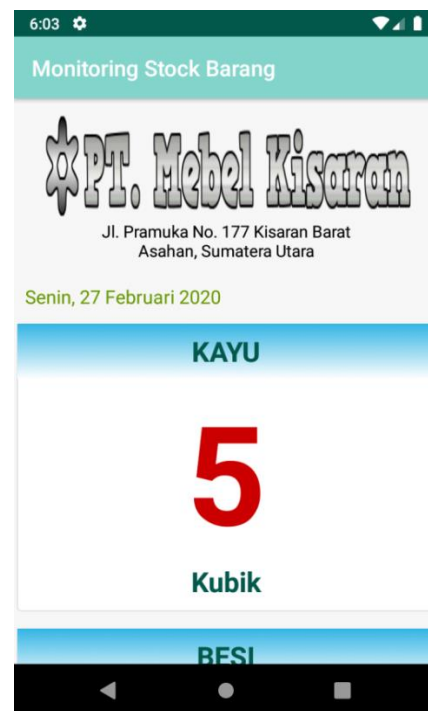 6:03
Monitoring Stock Barang
PT. Mebel Kisaran
Jl. Pramuka No. 177 Kisaran Barat
Asahan, Sumatera Utara
Senin, 27 Februari 2020
KAYU
5
Kubik
BESI